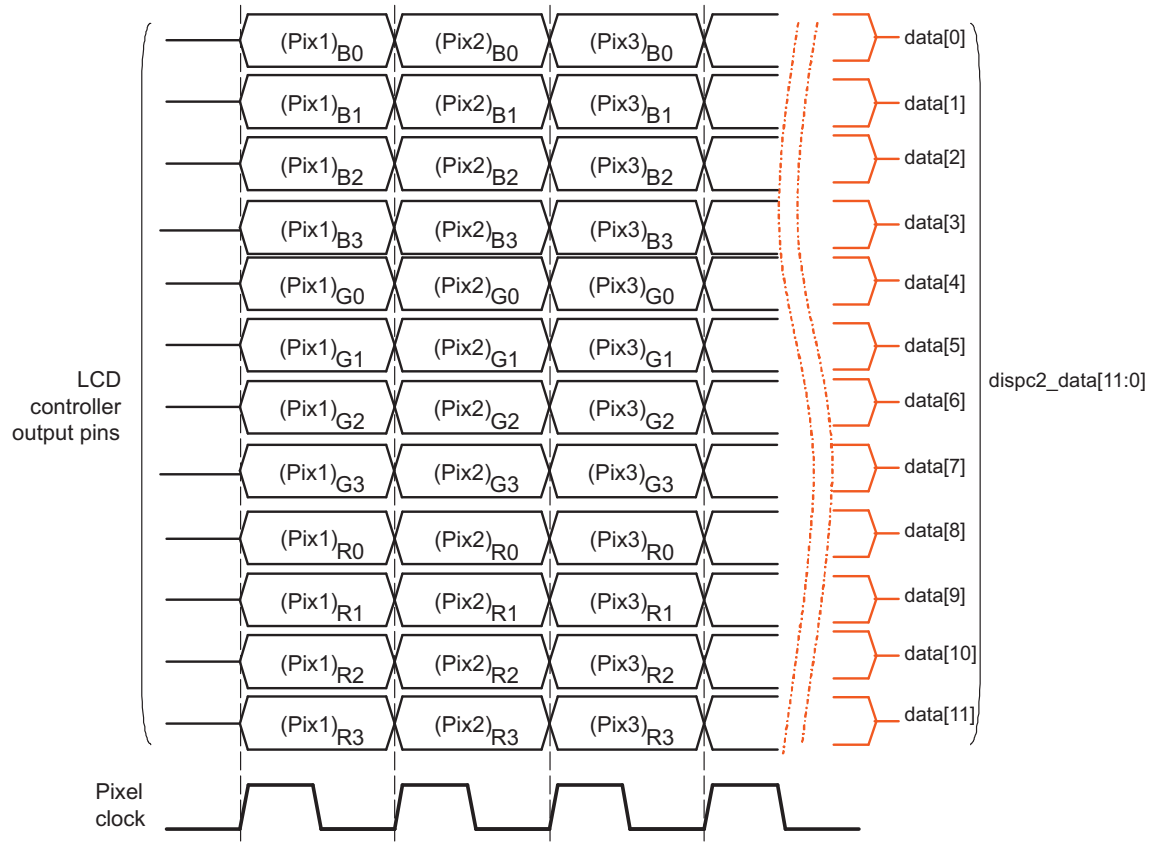 (Pix1)B0 (Pix2)B0 (Pix3)B0 data[0]
(Pix1)B1 (Pix2)B1 (Pix3)B1 data[1]
(Pix1)B2 (Pix2)B2 (Pix3)B2 data[2]
(Pix1)B3 (Pix2)B3 (Pix3)B3 data[3]
(Pix1)G0 (Pix2)G0 (Pix3)G0 data[4]
(Pix1)G1 (Pix2)G1 (Pix3)G1 data[5]
LCD
controller
output pins
dispc2_data[11:0]
(Pix1)G2 (Pix2)G2 (Pix3)G2 data[6]
(Pix1)G3 (Pix2)G3 (Pix3)G3 data[7]
(Pix1)R0 (Pix2)R0 (Pix3)R0 data[8]
(Pix1)R1 (Pix2)R1 (Pix3)R1 data[9]
(Pix1)R2 (Pix2)R2 (Pix3)R2 data[10]
(Pix1)R3 (Pix2)R3 (Pix3)R3 data[11]
Pixel
clock